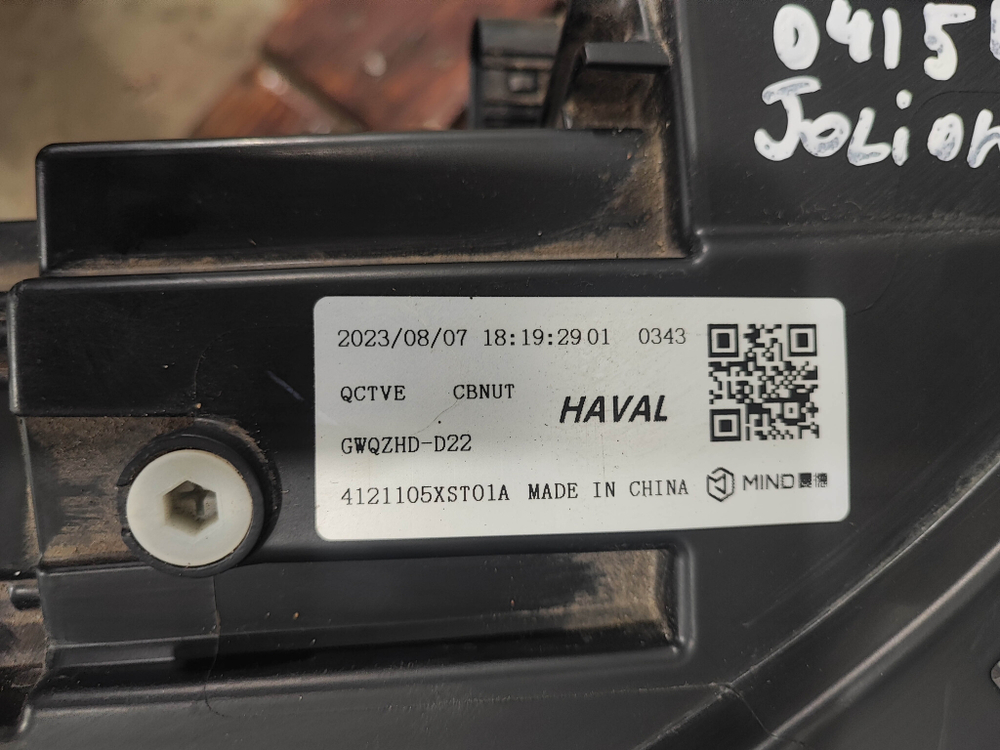 0415
Jolion
2023/08/07 18:19:29 01 0343
QCTVE CBNUT
HAVAL
GWQZHD-D22
4121105XST01A MADE IN CHINA
MIND